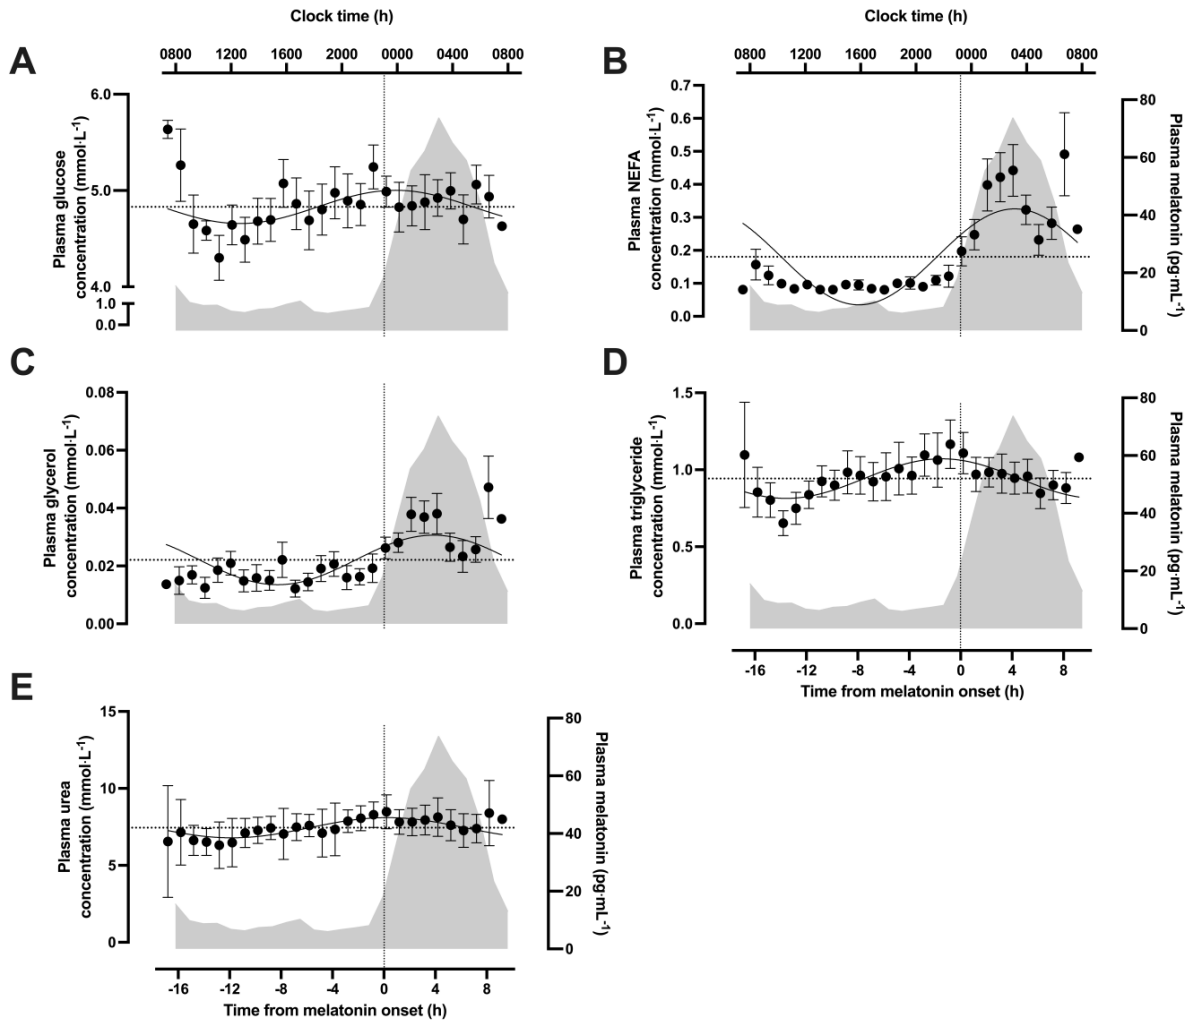 Clock time (h)
Clock time (h)
A
0800 1200 1600 2000 0000 0400 0800
B
0800 1200 1600 2000 0000 0400 0800
Plasma glucose
concentration (mmol·L-1)
6.0
5.0
4.0
1.0
0.0
Plasma NEFA
concentration (mmol·L-1)
0.7
0.6
0.5
0.4
0.3
0.2
0.1
0.0
80
60
40
20
0
Plasma melatonin (pg·mL-1)
C
Plasma glycerol
concentration (mmol·L-1)
0.08
0.06
0.04
0.02
0.00
D
Plasma triglyceride
concentration (mmol·L-1)
1.5
1.0
0.5
0.0
80
60
40
20
0
Plasma melatonin (pg·mL-1)
-16 -12 -8 -4 0 4 8
Time from melatonin onset (h)
E
Plasma urea
concentration (mmol·L-1)
15
10
5
0
80
60
40
20
0
Plasma melatonin (pg·mL-1)
-16 -12 -8 -4 0 4 8
Time from melatonin onset (h)